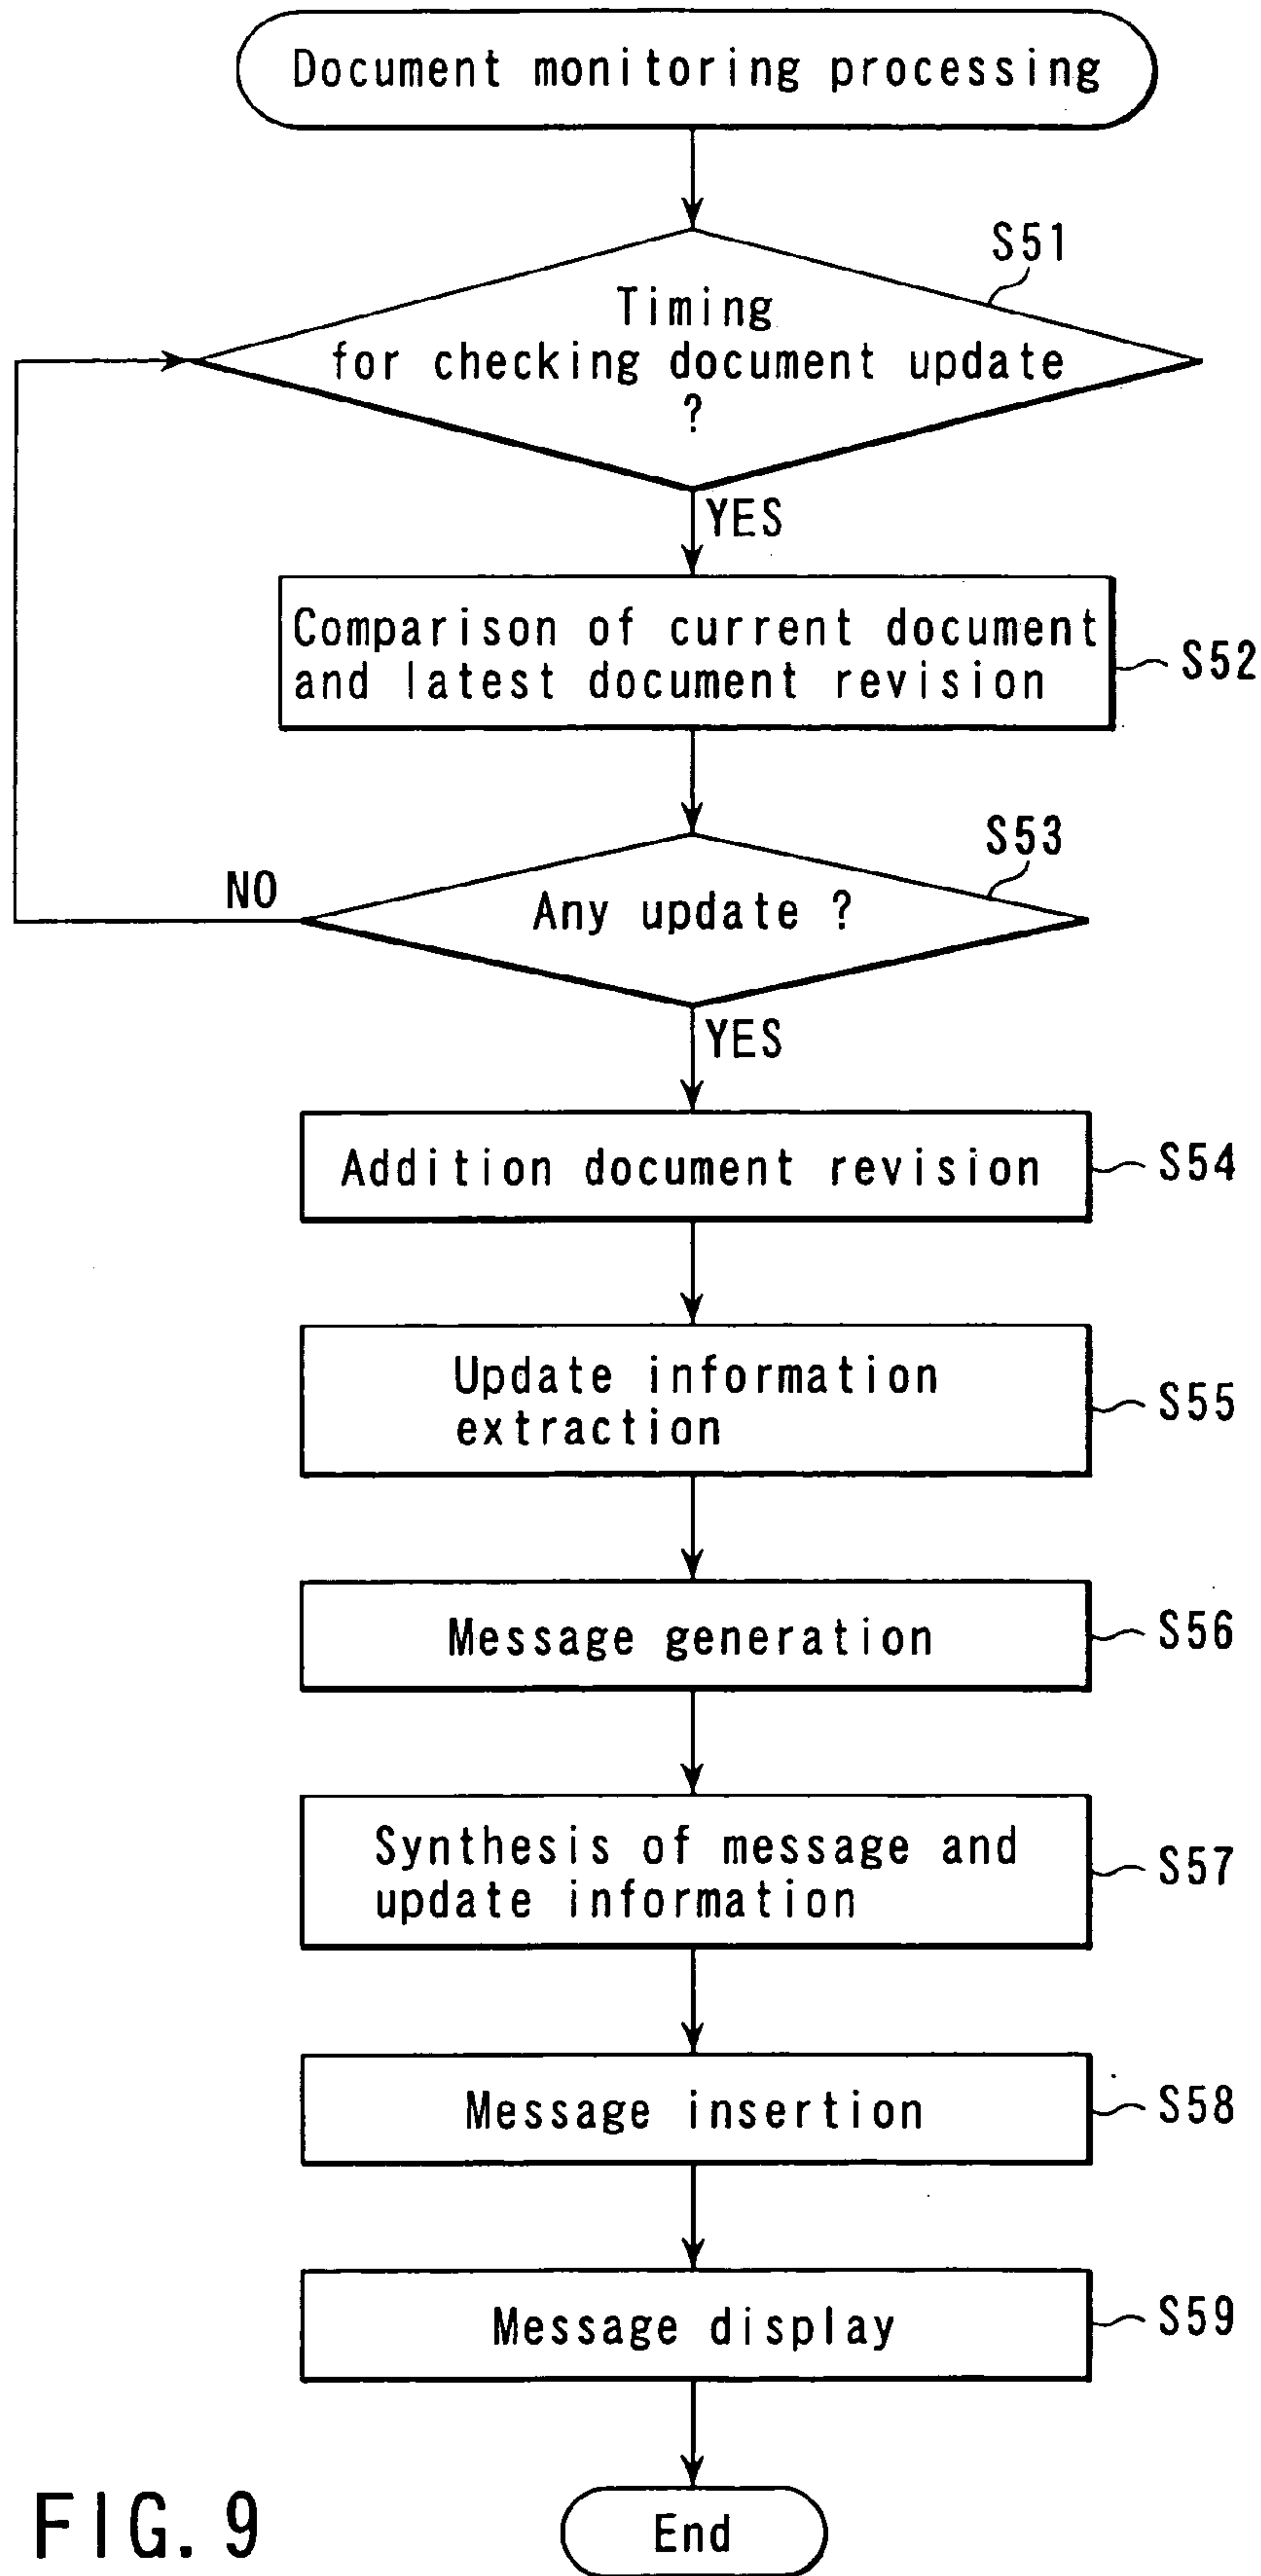 Document monitoring processing
S51
Timing
for checking document update
?
YES
Comparison of current document
and latest document revision
S52
S53
NO
Any update ?
YES
Addition document revision
S54
Update information
extraction
S55
Message generation
S56
Synthesis of message and
update information
S57
Message insertion
S58
Message display
S59
End
FIG. 9